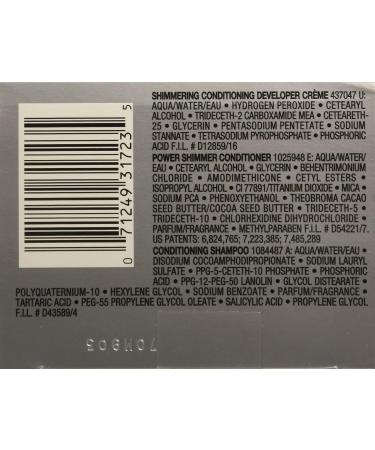 SHIMMERING CONDITIONING DEVELOPER CRÈME 437047 U:
AQUA/WATER/EAU • HYDROGEN PEROXIDE • CETEARYL
ALCOHOL • TRIDECETH-2 CARBOXAMIDE MEA • CETEARETH-
25 • GLYCERIN • PENTASODIUM PENTETATE • SODIUM
STANNATE • TETRASODIUM PYROPHOSPHATE • PHOSPHORIC
ACID F.I.L. # D12859/16
POWER SHIMMER CONDITIONER 1025948 E: AQUA/WATER/
EAU • CETEARYL ALCOHOL • GLYCERIN • BEHENTRIMONIUM
CHLORIDE • AMODIMETHICONE • CETYL ESTERS •
ISOPROPYL ALCOHOL • CI 77891/TITANIUM DIOXIDE • MICA •
SODIUM PCA • PHENOXYETHANOL • THEOBROMA CACAO
SEED BUTTER/COCOA SEED BUTTER • TRIDECETH-5 •
TRIDECETH-10 • CHLORHEXIDINE DIHYDROCHLORIDE •
PARFUM/FRAGRANCE • METHYLPARABEN F.I.L. # D54221/7.
US PATENTS: 6,824,765; 7,223,385; 7,485,289
CONDITIONING SHAMPOO 1084487 A: AQUA/WATER/EAU •
DISODIUM COCOAMPHODIPROPIONATE • SODIUM LAURYL
SULFATE • PPG-5-CETETH-10 PHOSPHATE • PHOSPHORIC
ACID • PPG-12-PEG-50 LANOLIN • GLYCOL DISTEARATE •
POLYQUATERNIUM-10 • HEXYLENE GLYCOL • SODIUM BENZOATE • PARFUM/FRAGRANCE •
TARTARIC ACID • PEG-55 PROPYLENE GLYCOL OLEATE • SALICYLIC ACID • PROPYLENE GLYCOL
F.I.L. # D43589/4
0 71249 31723 5
70M903